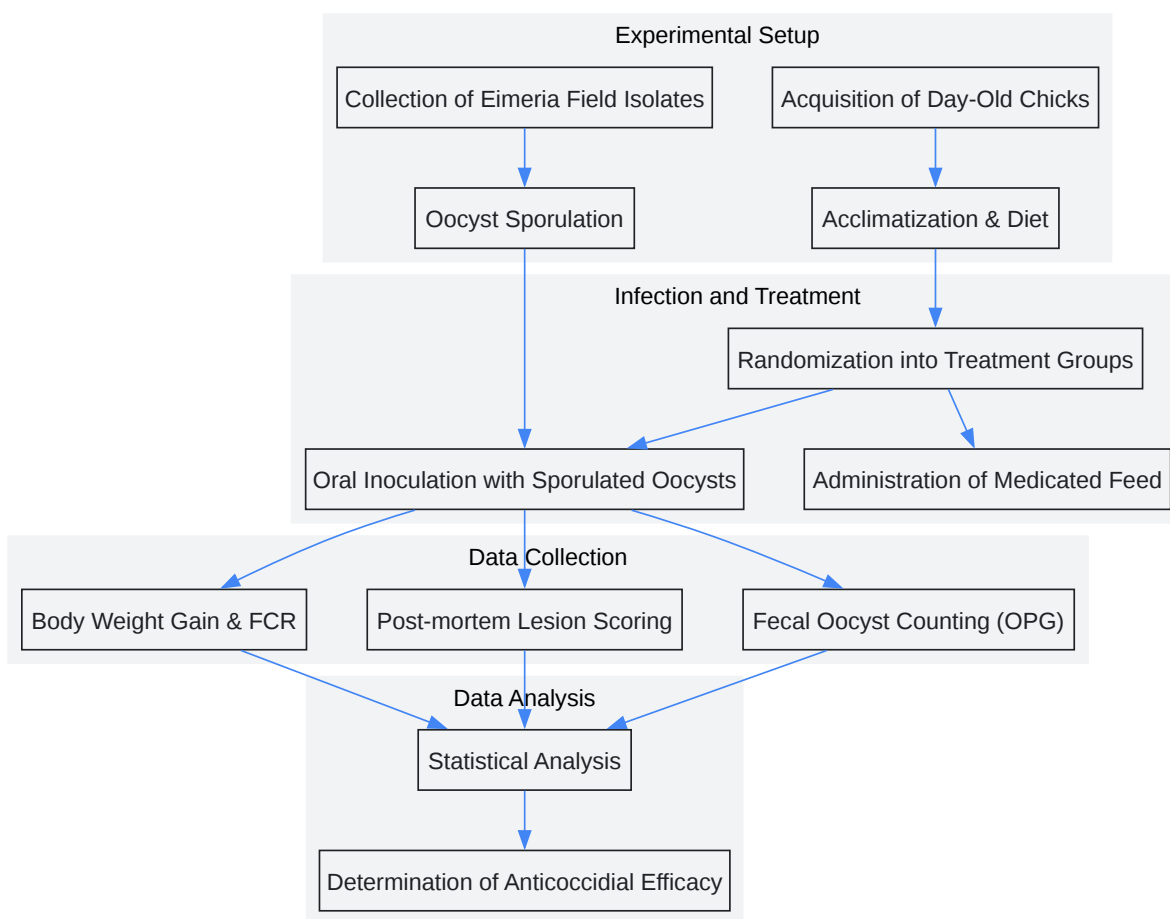 Experimental Setup
Collection of Eimeria Field Isolates
Acquisition of Day-Old Chicks
Oocyst Sporulation
Acclimatization & Diet
Infection and Treatment
Randomization into Treatment Groups
Oral Inoculation with Sporulated Oocysts
Administration of Medicated Feed
Data Collection
Body Weight Gain & FCR
Post-mortem Lesion Scoring
Fecal Oocyst Counting (OPG)
Data Analysis
Statistical Analysis
Determination of Anticoccidial Efficacy